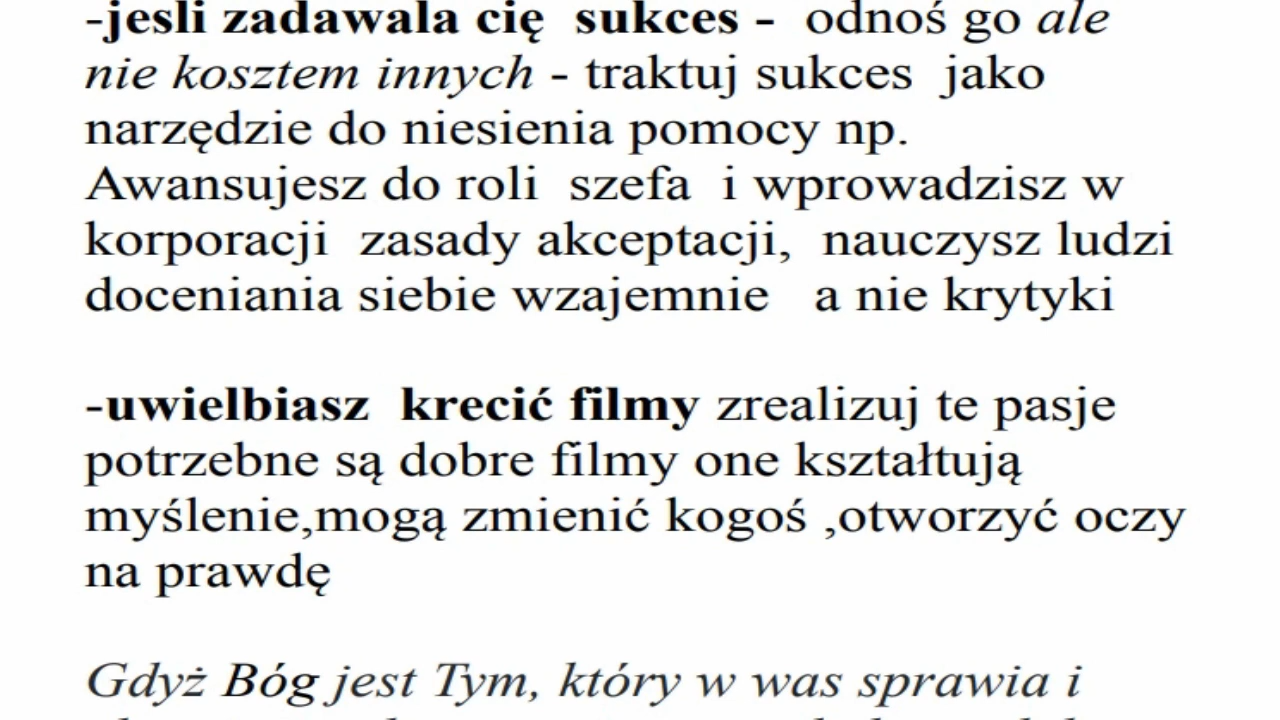 -jesli zadawala cię sukces - odnoś go ale
nie kosztem innych - traktuj sukces jako
narzędzie do niesienia pomocy np.
Awansujesz do roli szefa i wprowadzisz w
korporacji zasady akceptacji, nauczysz ludzi
doceniania siebie wzajemnie a nie krytyki
-uwielbiasz krecić filmy zrealizuj te pasje
potrzebne są dobre filmy one kształtują
myślenie,mogą zmienić kogoś ,otworzyć oczy
na prawdę
Gdyż Bóg jest Tym, który w was sprawia i